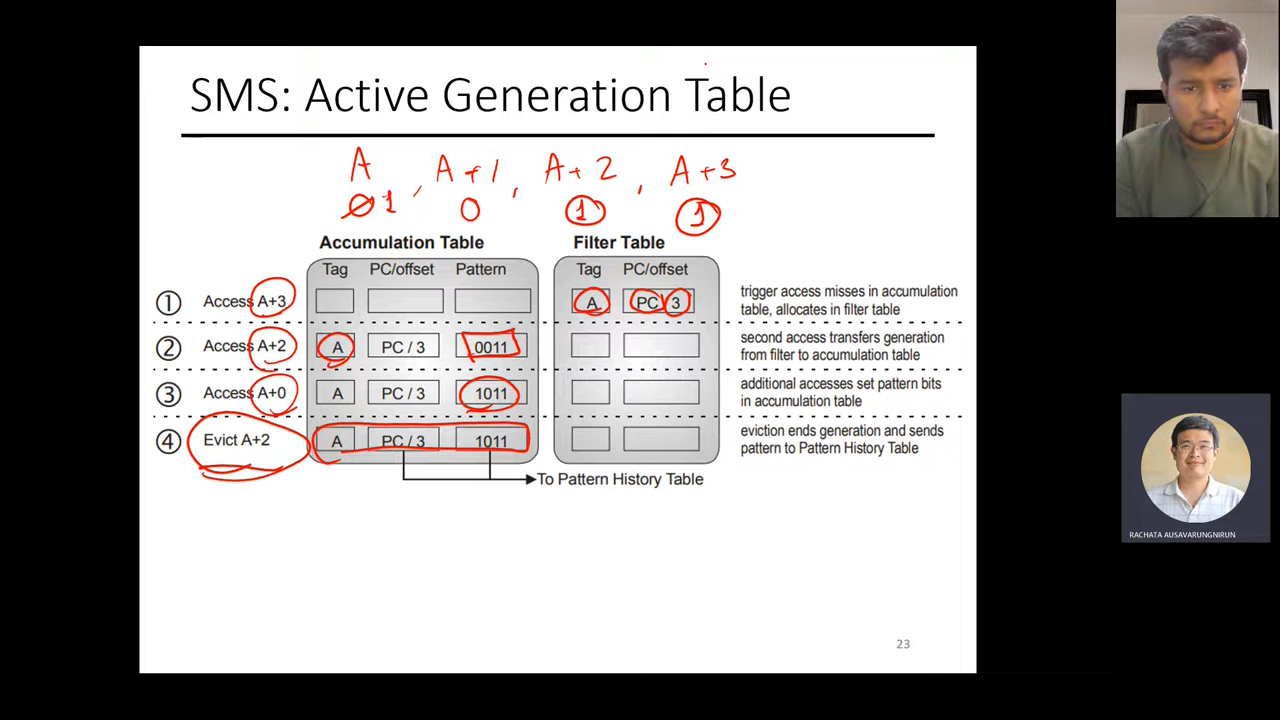 SMS: Active Generation Table
A , A+1 , A+2 , A+3
0 1 0 1 1
Accumulation Table Filter Table
Tag PC/offset Pattern Tag PC/offset
① Access A+3 A PC / 3 trigger access misses in accumulation
table, allocates in filter table
② Access A+2 A PC / 3 0011 second access transfers generation
from filter to accumulation table
③ Access A+0 A PC / 3 1011 additional accesses set pattern bits
in accumulation table
④ Evict A+2 A PC / 3 1011 eviction ends generation and sends
pattern to Pattern History Table
To Pattern History Table
23
RACHATA AUSAVARUNGNIRUN